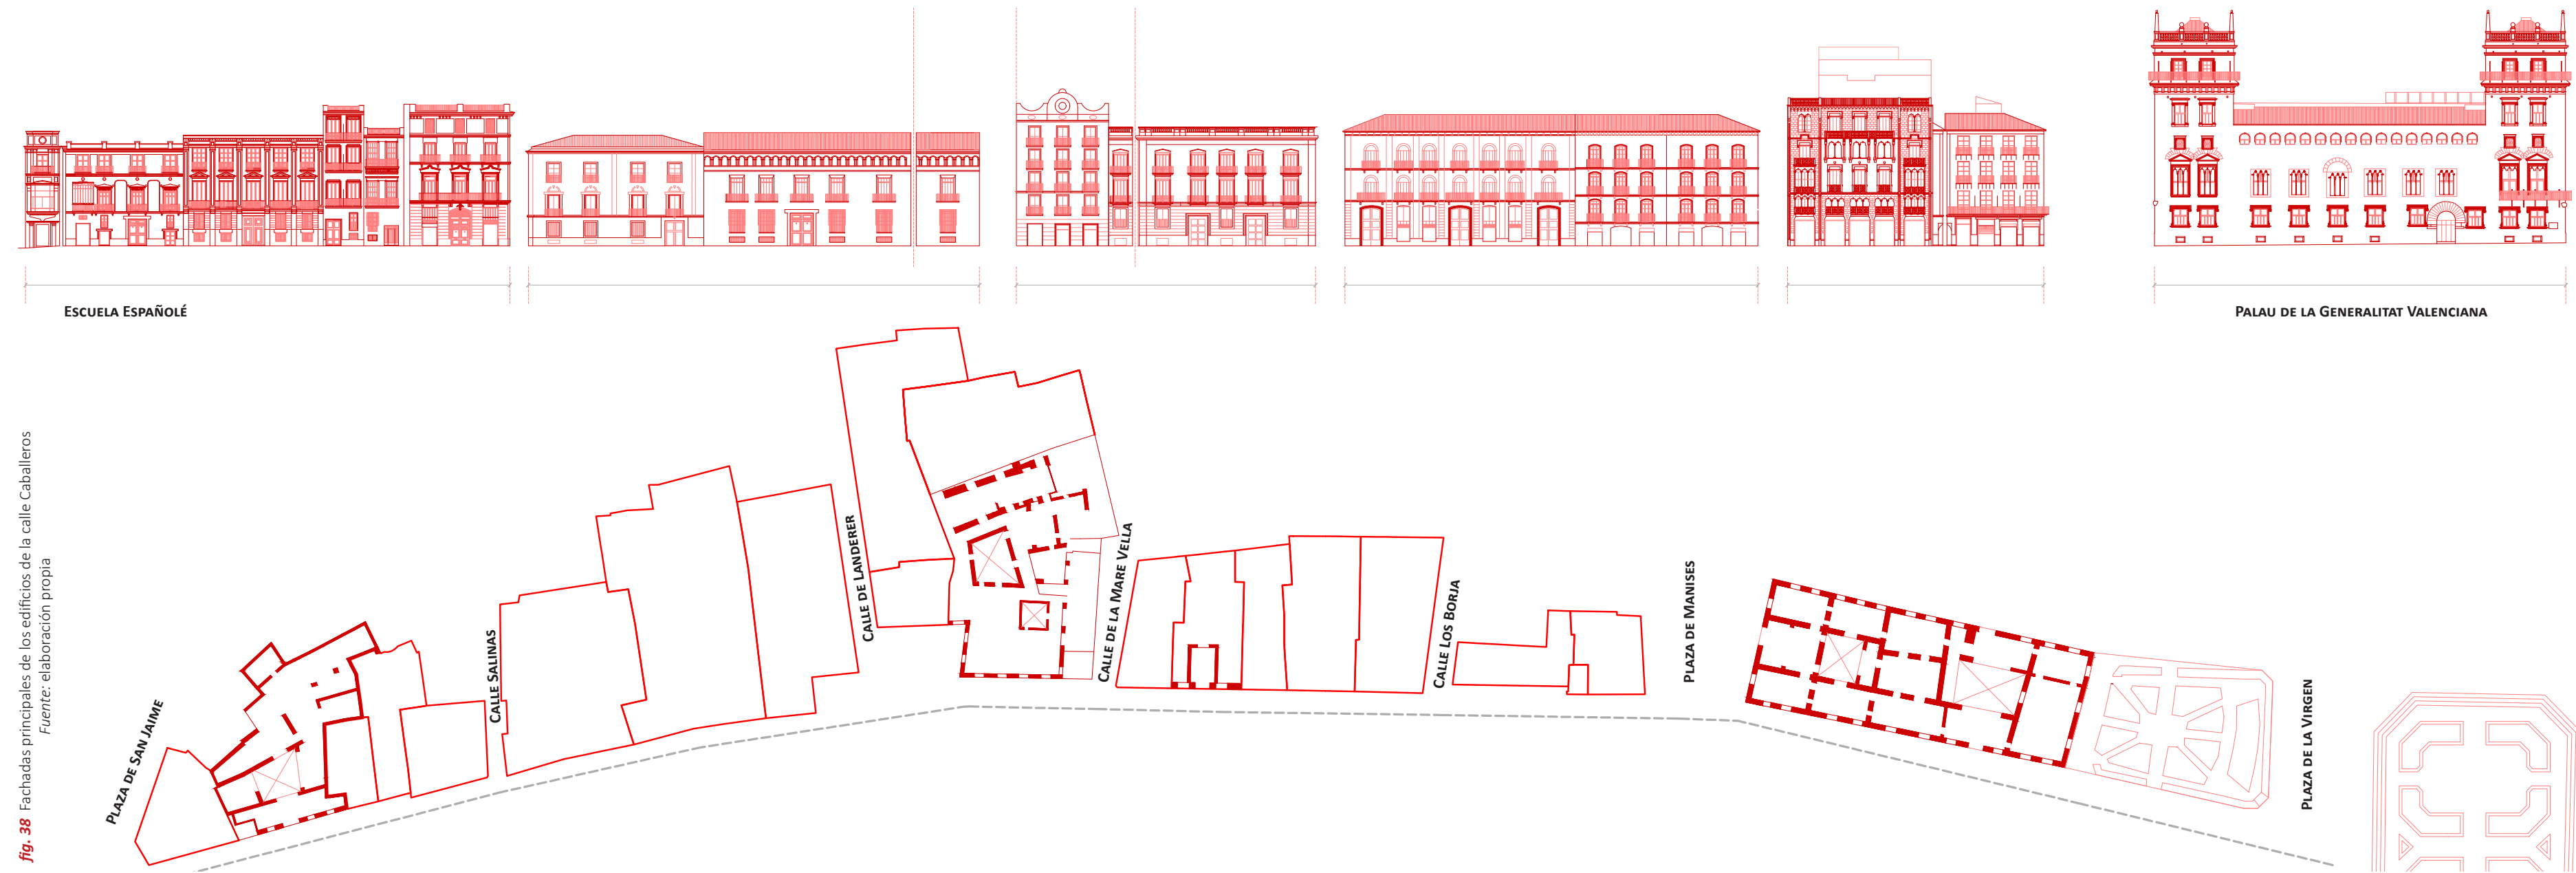 Escuela Españolé
Palau de la Generalitat Valenciana
Plaza de San Jaime
Calle Salinas
Calle de Landerer
Calle de la Mare Vella
Calle los Borja
Plaza de Manises
Plaza de la Virgen
fig. 38 Fachadas principales de los edificios de la calle Caballeros
Fuente: elaboración propia